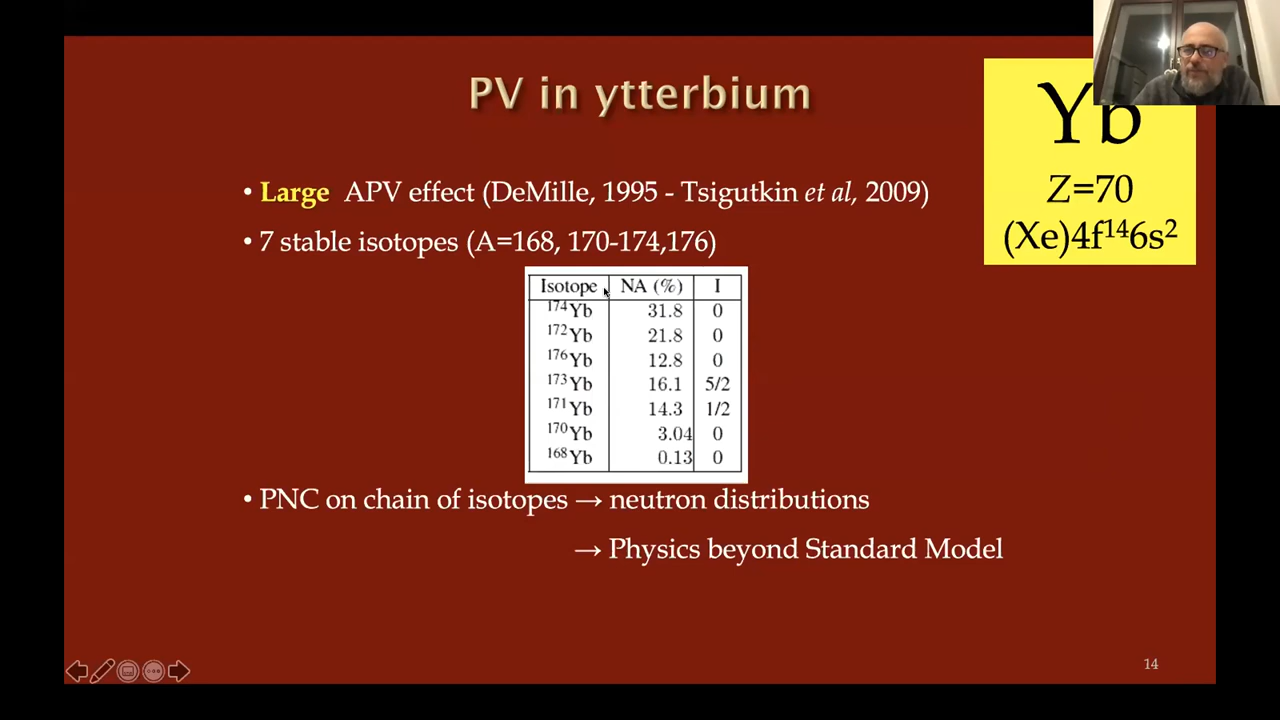 PV in ytterbium
Yb
Z=70
(Xe)4f¹⁴6s²
• Large APV effect (DeMille, 1995 - Tsigutkin et al, 2009)
• 7 stable isotopes (A=168, 170-174,176)
Isotope NA (%) I
¹⁷⁴Yb 31.8 0
¹⁷²Yb 21.8 0
¹⁷⁶Yb 12.8 0
¹⁷³Yb 16.1 5/2
¹⁷¹Yb 14.3 1/2
¹⁷⁰Yb 3.04 0
¹⁶⁸Yb 0.13 0
• PNC on chain of isotopes → neutron distributions
→ Physics beyond Standard Model
14